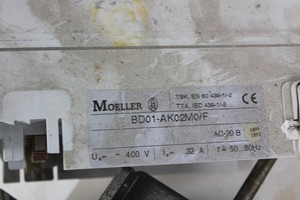 MOELLER
TSK, EN 60 439-1/-2
TTA, IEC 439-1/-2
CE
BD01-AK02M0/F
AC-20 B
Ue ~ 400 V Ie ~ 32 A f = 50...60Hz